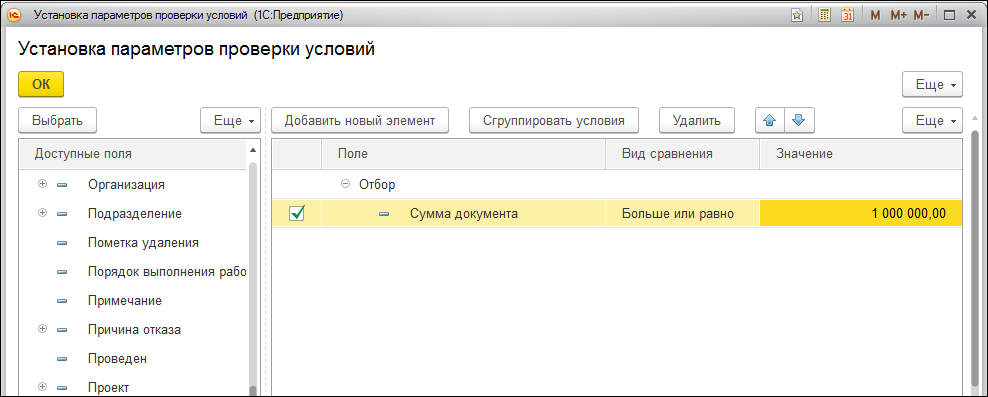 Установка параметров проверки условий (1С:Предприятие)
31 M M+ M-
Установка параметров проверки условий
ОК Еще
Выбрать Еще Добавить новый элемент Сгруппировать условия Удалить Еще
Доступные поля Поле Вид сравнения Значение
Организация Отбор
Подразделение Сумма документа Больше или равно 1 000 000,00
Пометка удаления
Порядок выполнения рабо
Примечание
Причина отказа
Проведен
Проект